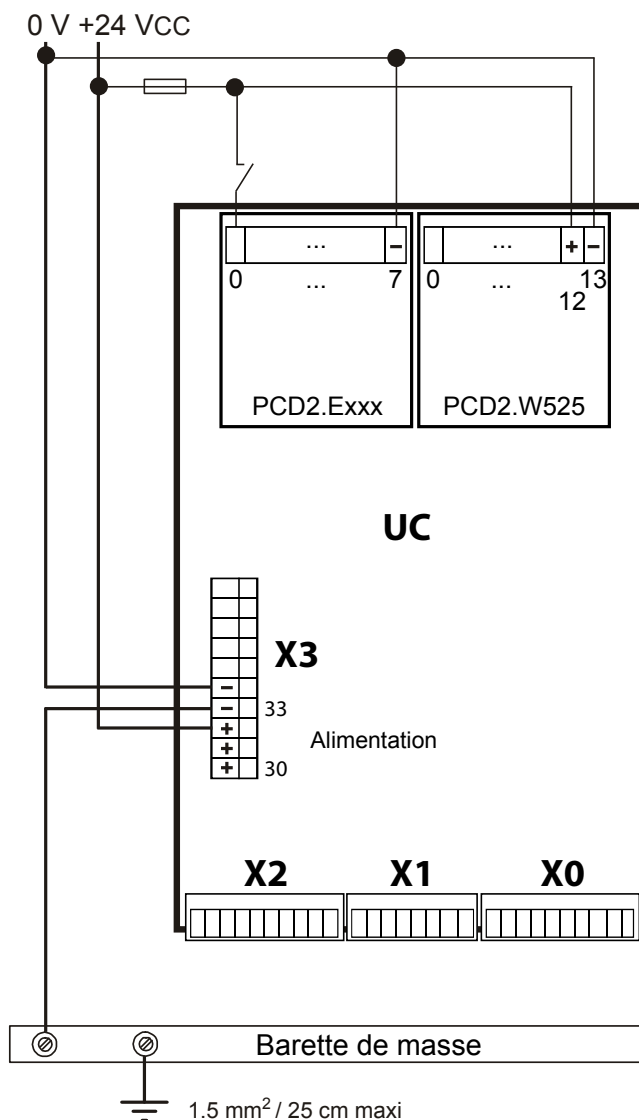 0 V +24 VCC
... – ... + –
0 ... 7 0 ... 13
12
PCD2.Exxx PCD2.W525
UC
X3
–
– 33
+
Alimentation
+
+ 30
X2 X1 X0
Barette de masse
1.5 mm² / 25 cm maxi